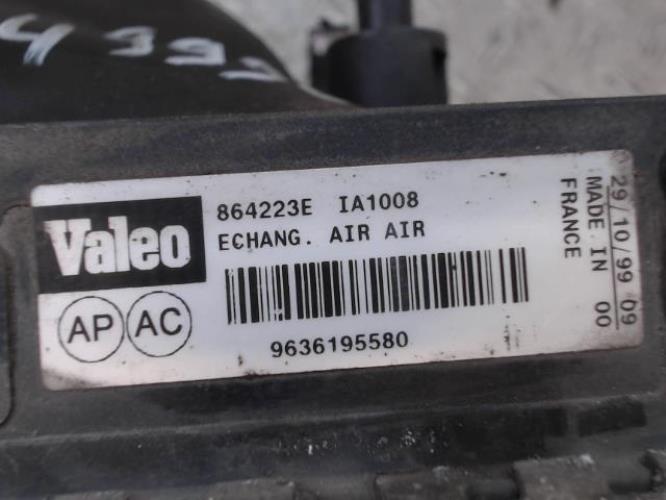 Valeo
864223E IA1008
ECHANG. AIR AIR
AP AC
9636195580
29/10/99 09
MADE IN 00
FRANCE